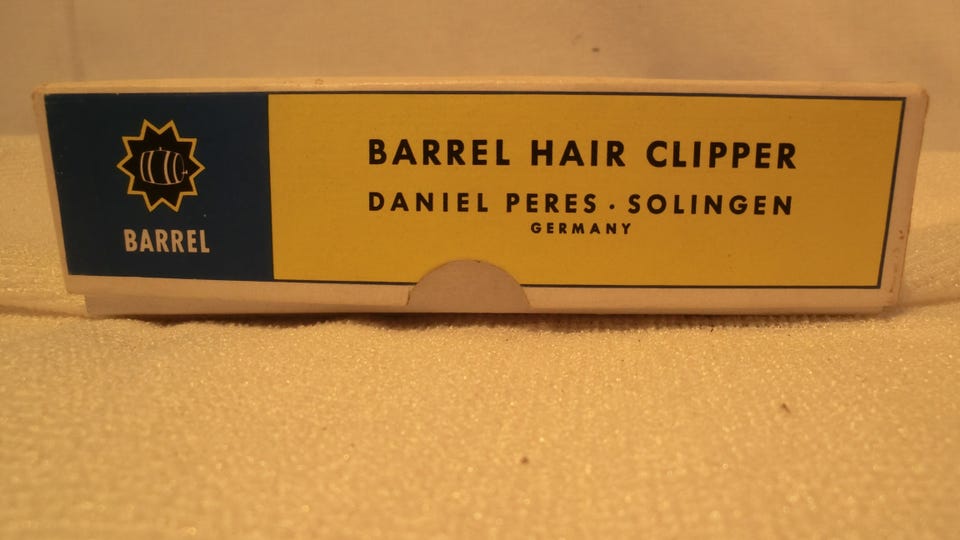 BARREL
BARREL HAIR CLIPPER
DANIEL PERES · SOLINGEN
GERMANY